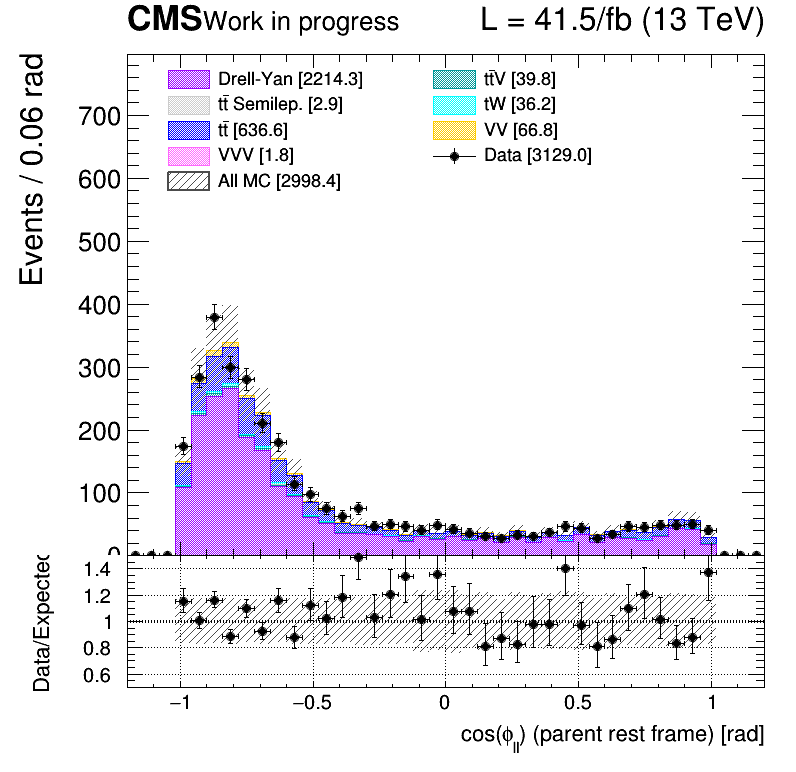 CMS Work in progress L = 41.5/fb (13 TeV)
Events / 0.06 rad
Drell-Yan [2214.3]
tt̄ Semilep. [2.9]
tt̄ [636.6]
VVV [1.8]
All MC [2998.4]
tt̄V [39.8]
tW [36.2]
VV [66.8]
Data [3129.0]
700
600
500
400
300
200
100
0
Data/Expected
1.4
1.2
1
0.8
0.6
−1 −0.5 0 0.5 1
cos(ϕ_ll) (parent rest frame) [rad]